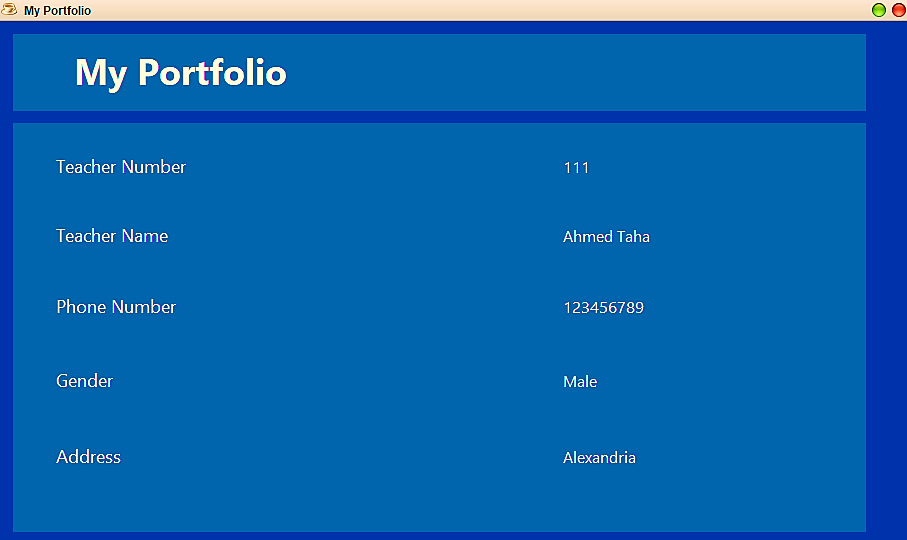 My Portfolio
My Portfolio
Teacher Number 111
Teacher Name Ahmed Taha
Phone Number 123456789
Gender Male
Address Alexandria